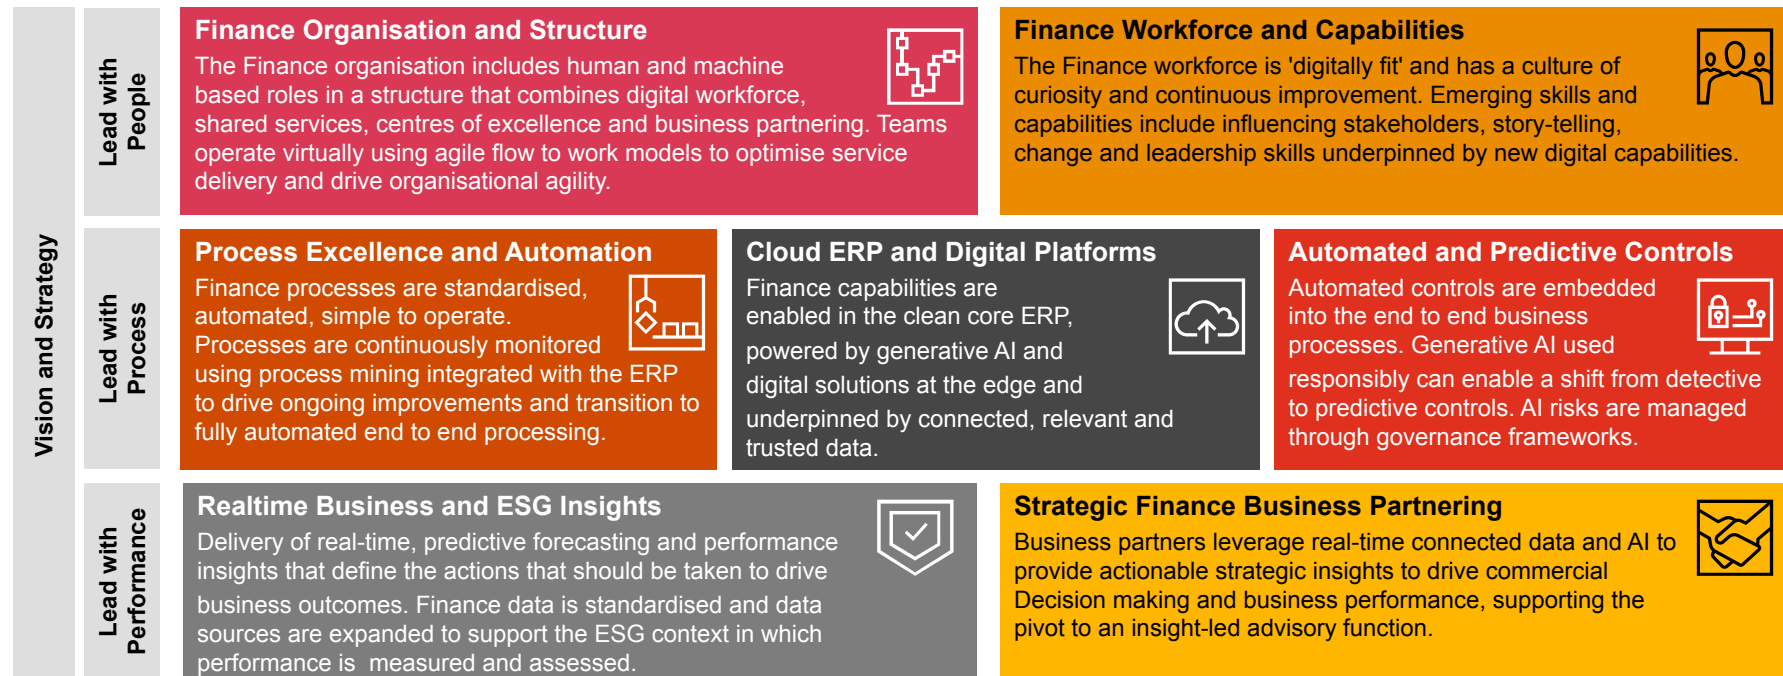 Vision and Strategy
Lead with
People
Finance Organisation and Structure
The Finance organisation includes human and machine
based roles in a structure that combines digital workforce,
shared services, centres of excellence and business partnering. Teams
operate virtually using agile flow to work models to optimise service
delivery and drive organisational agility.
Finance Workforce and Capabilities
The Finance workforce is 'digitally fit' and has a culture of
curiosity and continuous improvement. Emerging skills and
capabilities include influencing stakeholders, story-telling,
change and leadership skills underpinned by new digital capabilities.
Lead with
Process
Process Excellence and Automation
Finance processes are standardised,
automated, simple to operate.
Processes are continuously monitored
using process mining integrated with the ERP
to drive ongoing improvements and transition to
fully automated end to end processing.
Cloud ERP and Digital Platforms
Finance capabilities are
enabled in the clean core ERP,
powered by generative AI and
digital solutions at the edge and
underpinned by connected, relevant and
trusted data.
Automated and Predictive Controls
Automated controls are embedded
into the end to end business
processes. Generative AI used
responsibly can enable a shift from detective
to predictive controls. AI risks are managed
through governance frameworks.
Lead with
Performance
Realtime Business and ESG Insights
Delivery of real-time, predictive forecasting and performance
insights that define the actions that should be taken to drive
business outcomes. Finance data is standardised and data
sources are expanded to support the ESG context in which
performance is  measured and assessed.
Strategic Finance Business Partnering
Business partners leverage real-time connected data and AI to
provide actionable strategic insights to drive commercial
Decision making and business performance, supporting the
pivot to an insight-led advisory function.